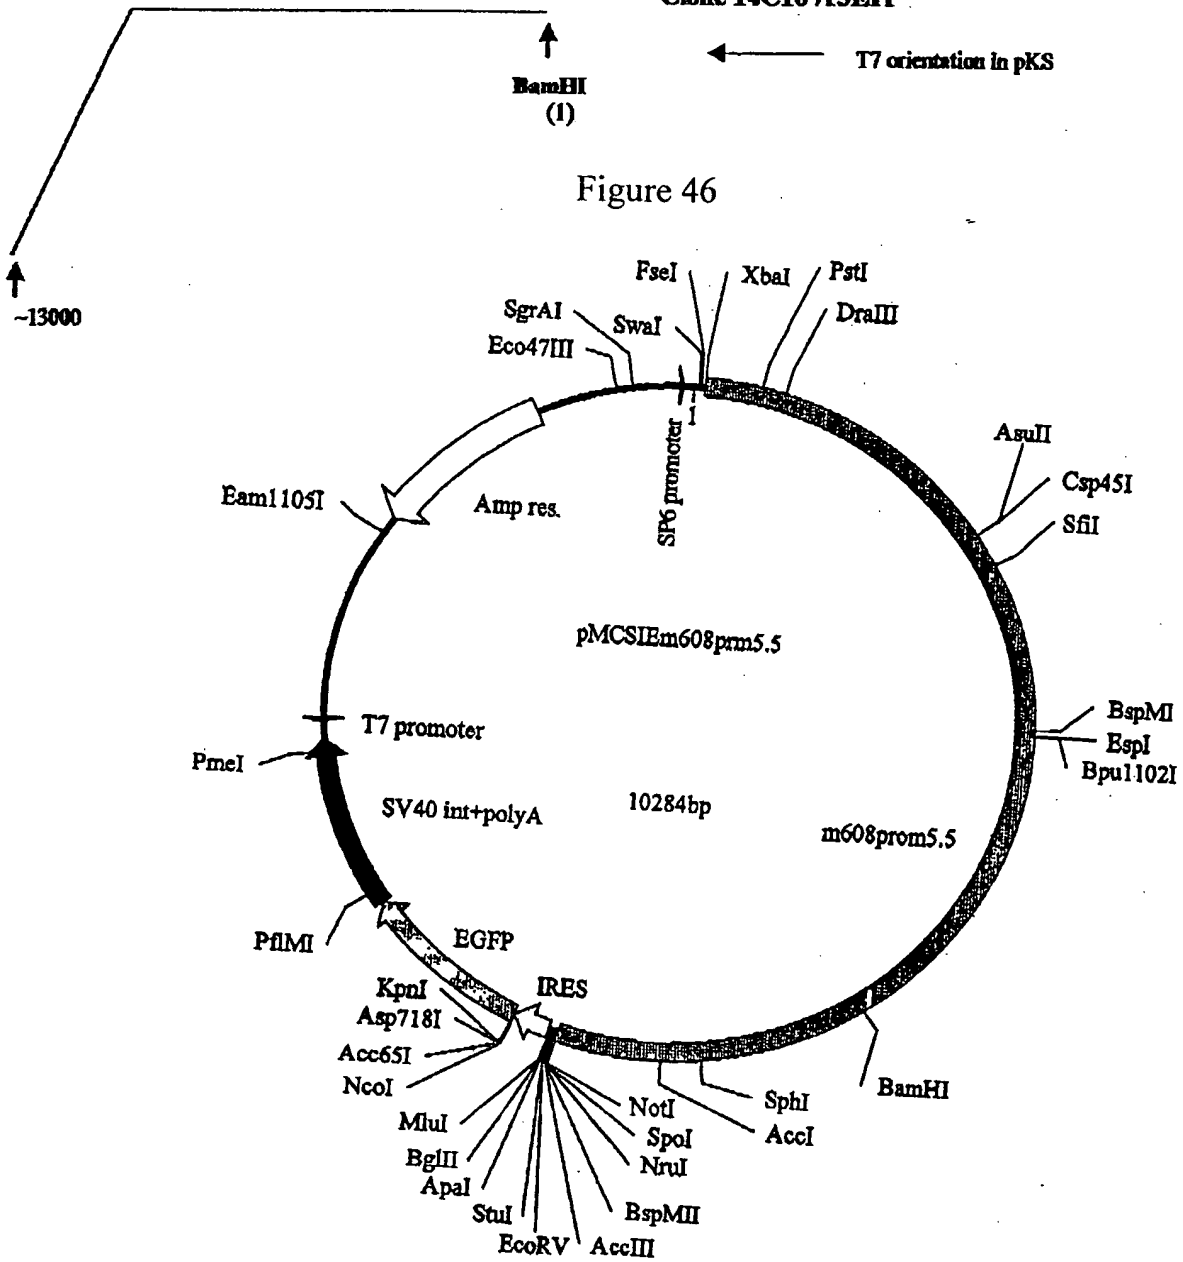 T7 orientation in pKS
BamHI
(1)
Figure 46
~13000
FseI
XbaI
PstI
SgrAI
SwaI
DraIII
Eco47III
1
SP6 promoter
AsuII
Csp45I
SfiI
Eam1105I
Amp res.
pMCSIEm608prm5.5
T7 promoter
BspMI
EspI
Bpu1102I
PmeI
SV40 int+polyA
10284bp
m608prom5.5
PflMI
EGFP
KpnI
IRES
Asp718I
Acc65I
NcoI
BamHI
SphI
AccI
MluI
NotI
SpoI
NruI
BglII
ApaI
StuI
BspMII
EcoRV
AccIII